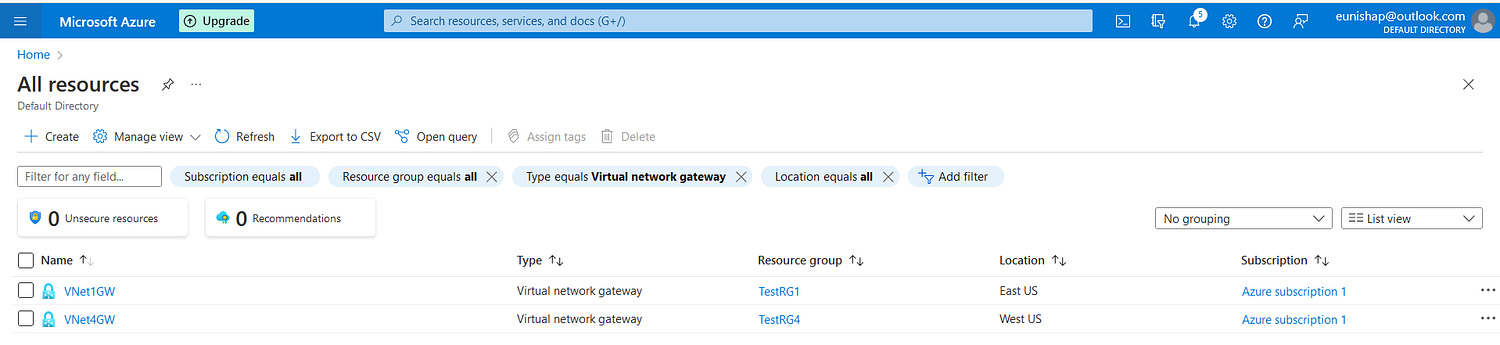 Microsoft Azure Upgrade Search resources, services, and docs (G+/) 5 eunishap@outlook.com
DEFAULT DIRECTORY
Home >
All resources ...
Default Directory
Create Manage view Refresh Export to CSV Open query Assign tags Delete
Filter for any field... Subscription equals all Resource group equals all Type equals Virtual network gateway Location equals all Add filter
0 Unsecure resources 0 Recommendations No grouping List view
Name Type Resource group Location Subscription
VNet1GW Virtual network gateway TestRG1 East US Azure subscription 1 ...
VNet4GW Virtual network gateway TestRG4 West US Azure subscription 1 ...